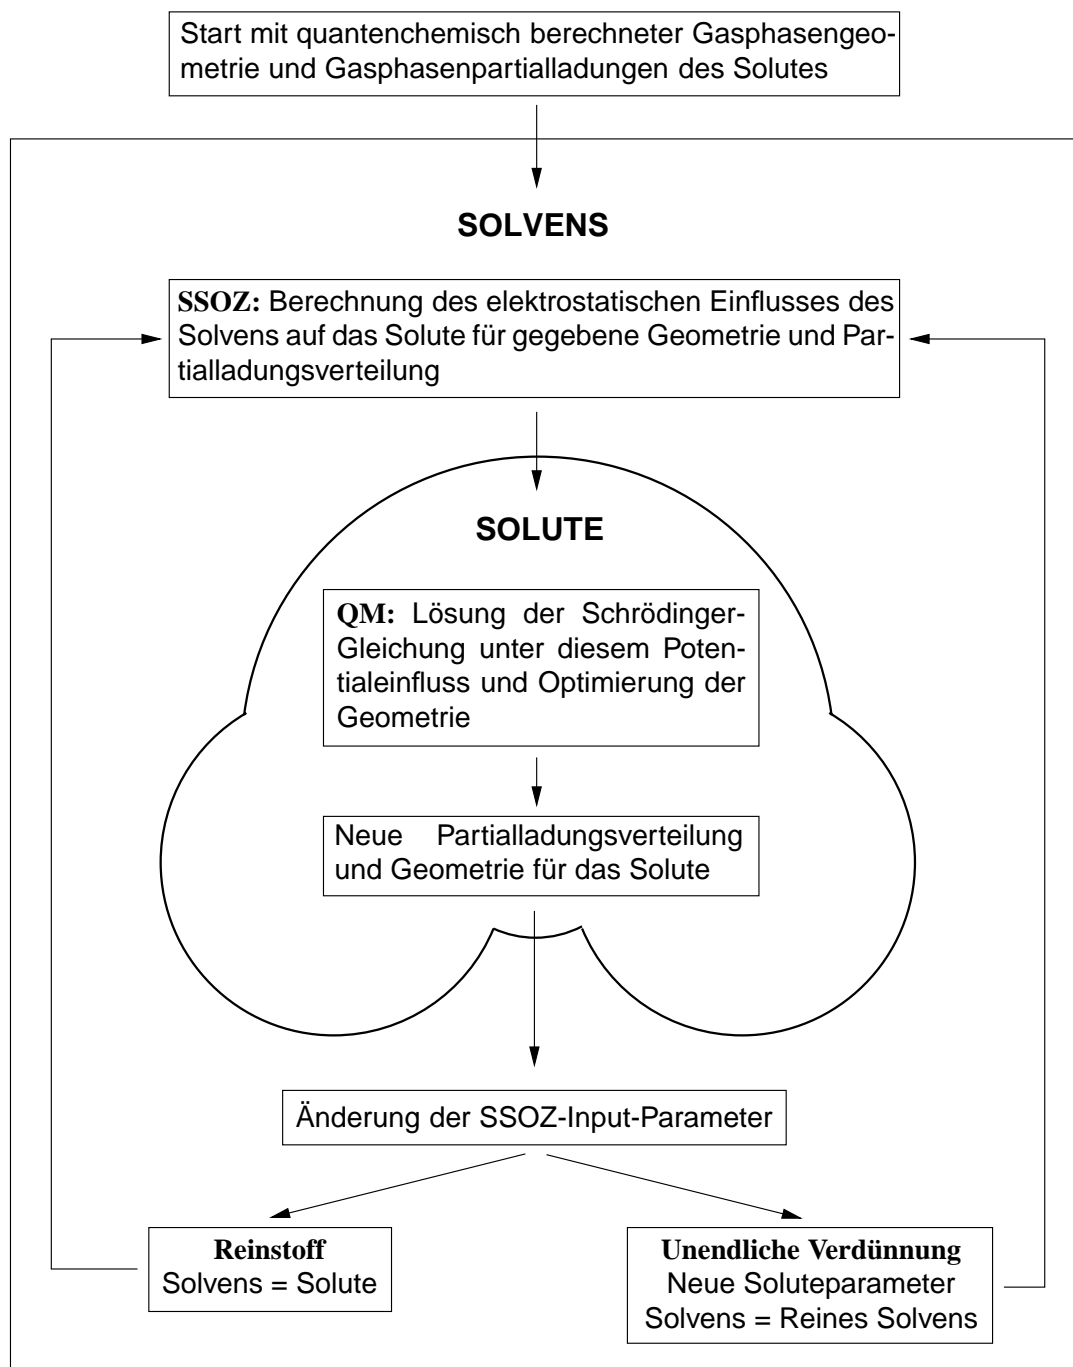 Start mit quantenchemisch berechneter Gasphasengeo-
metrie und Gasphasenpartialladungen des Solutes
SOLVENS
SSOZ: Berechnung des elektrostatischen Einflusses des
Solvens auf das Solute für gegebene Geometrie und Par-
tialladungsverteilung
SOLUTE
QM: Lösung der Schrödinger-
Gleichung unter diesem Poten-
tialeinfluss und Optimierung der
Geometrie
Neue Partialladungsverteilung
und Geometrie für das Solute
Änderung der SSOZ-Input-Parameter
Reinstoff
Solvens = Solute
Unendliche Verdünnung
Neue Soluteparameter
Solvens = Reines Solvens